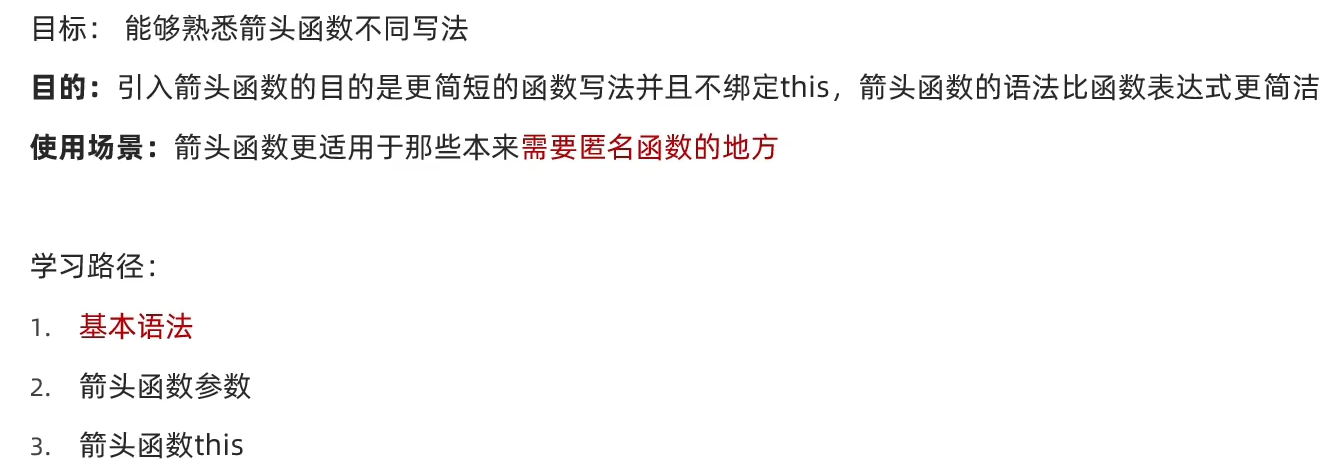 目标： 能够熟悉箭头函数不同写法
目的：引入箭头函数的目的是更简短的函数写法并且不绑定this，箭头函数的语法比函数表达式更简洁
使用场景：箭头函数更适用于那些本来需要匿名函数的地方
学习路径：
1. 基本语法
2. 箭头函数参数
3. 箭头函数this